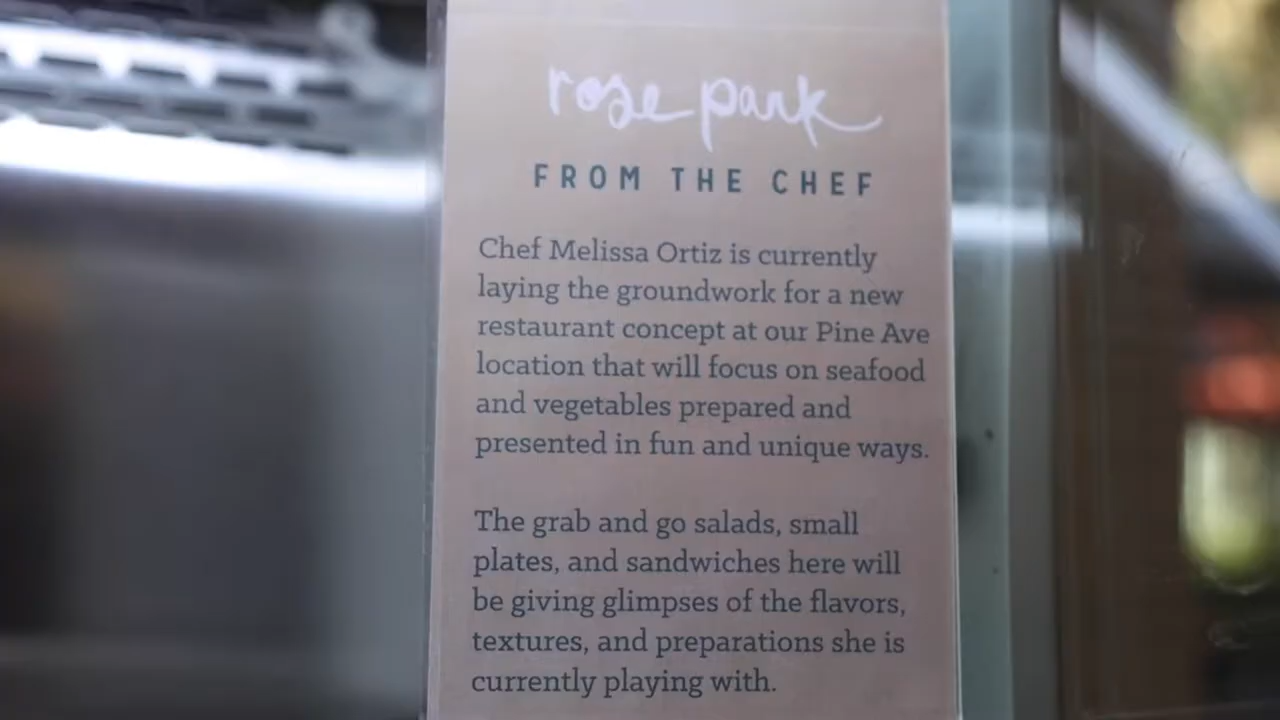 rose park
FROM THE CHEF
Chef Melissa Ortiz is currently
laying the groundwork for a new
restaurant concept at our Pine Ave
location that will focus on seafood
and vegetables prepared and
presented in fun and unique ways.
The grab and go salads, small
plates, and sandwiches here will
be giving glimpses of the flavors,
textures, and preparations she is
currently playing with.